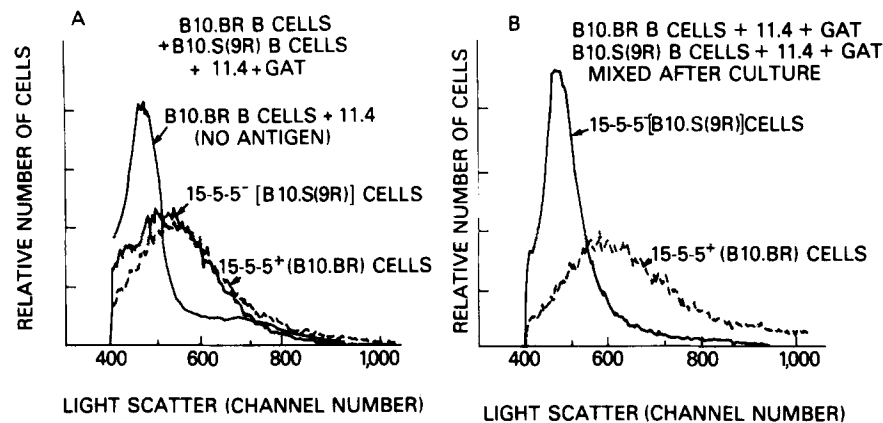 A
B10.BR B CELLS
+B10.S(9R) B CELLS
+ 11.4+GAT
B10.BR B CELLS + 11.4
(NO ANTIGEN)
15-5-5⁻ [B10.S(9R)] CELLS
15-5-5⁺(B10.BR) CELLS
RELATIVE NUMBER OF CELLS
400 600 800 1,000
LIGHT SCATTER (CHANNEL NUMBER)
B
B10.BR B CELLS + 11.4 + GAT
B10.S(9R) B CELLS + 11.4 + GAT
MIXED AFTER CULTURE
15-5-5⁻[B10.S(9R)]CELLS
15-5-5⁺(B10.BR) CELLS
RELATIVE NUMBER OF CELLS
400 600 800 1,000
LIGHT SCATTER (CHANNEL NUMBER)